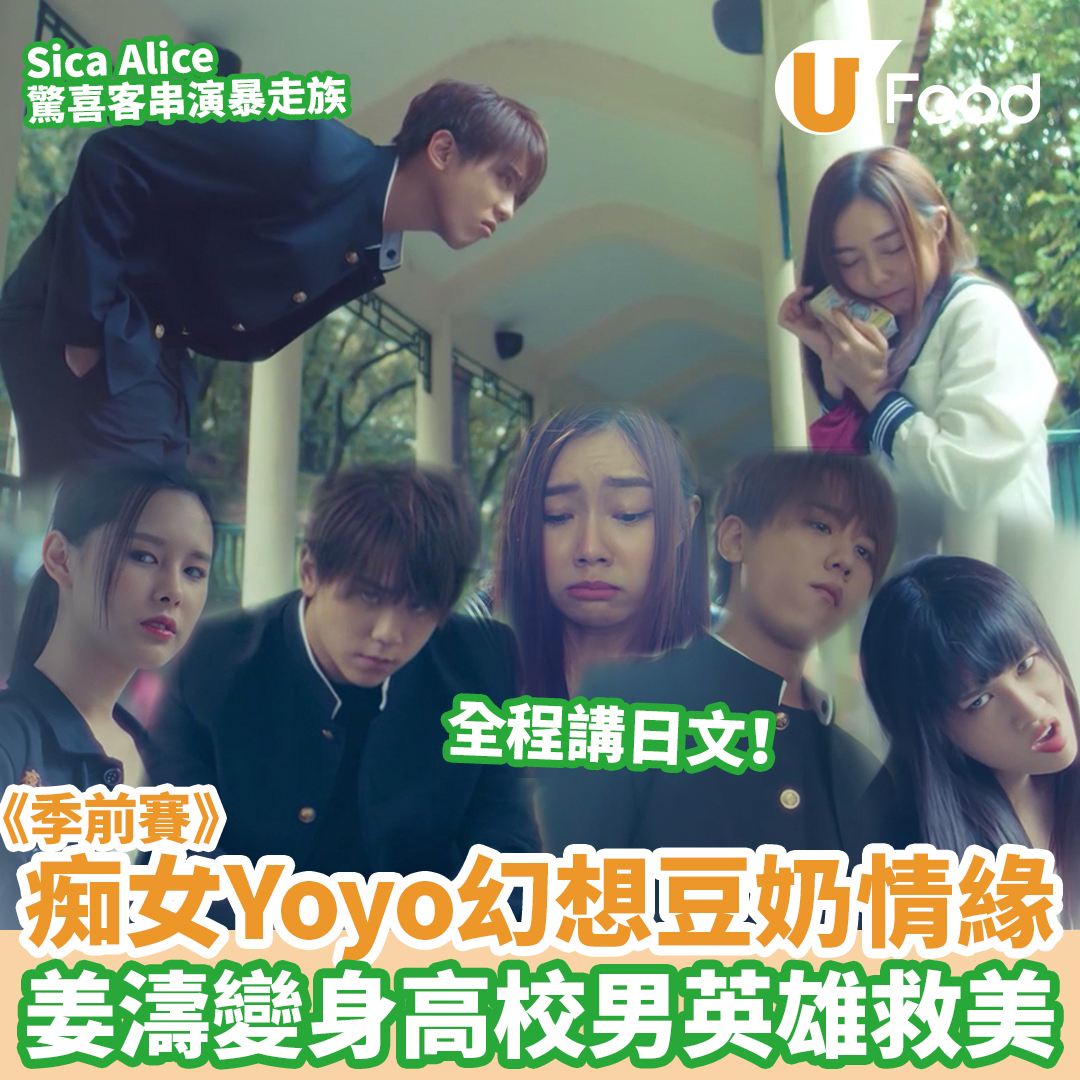 Sica Alice
驚喜客串演暴走族
U Food
全程講日文!
《季前賽》
痴女Yoyo幻想豆奶情緣
姜濤變身高校男英雄救美